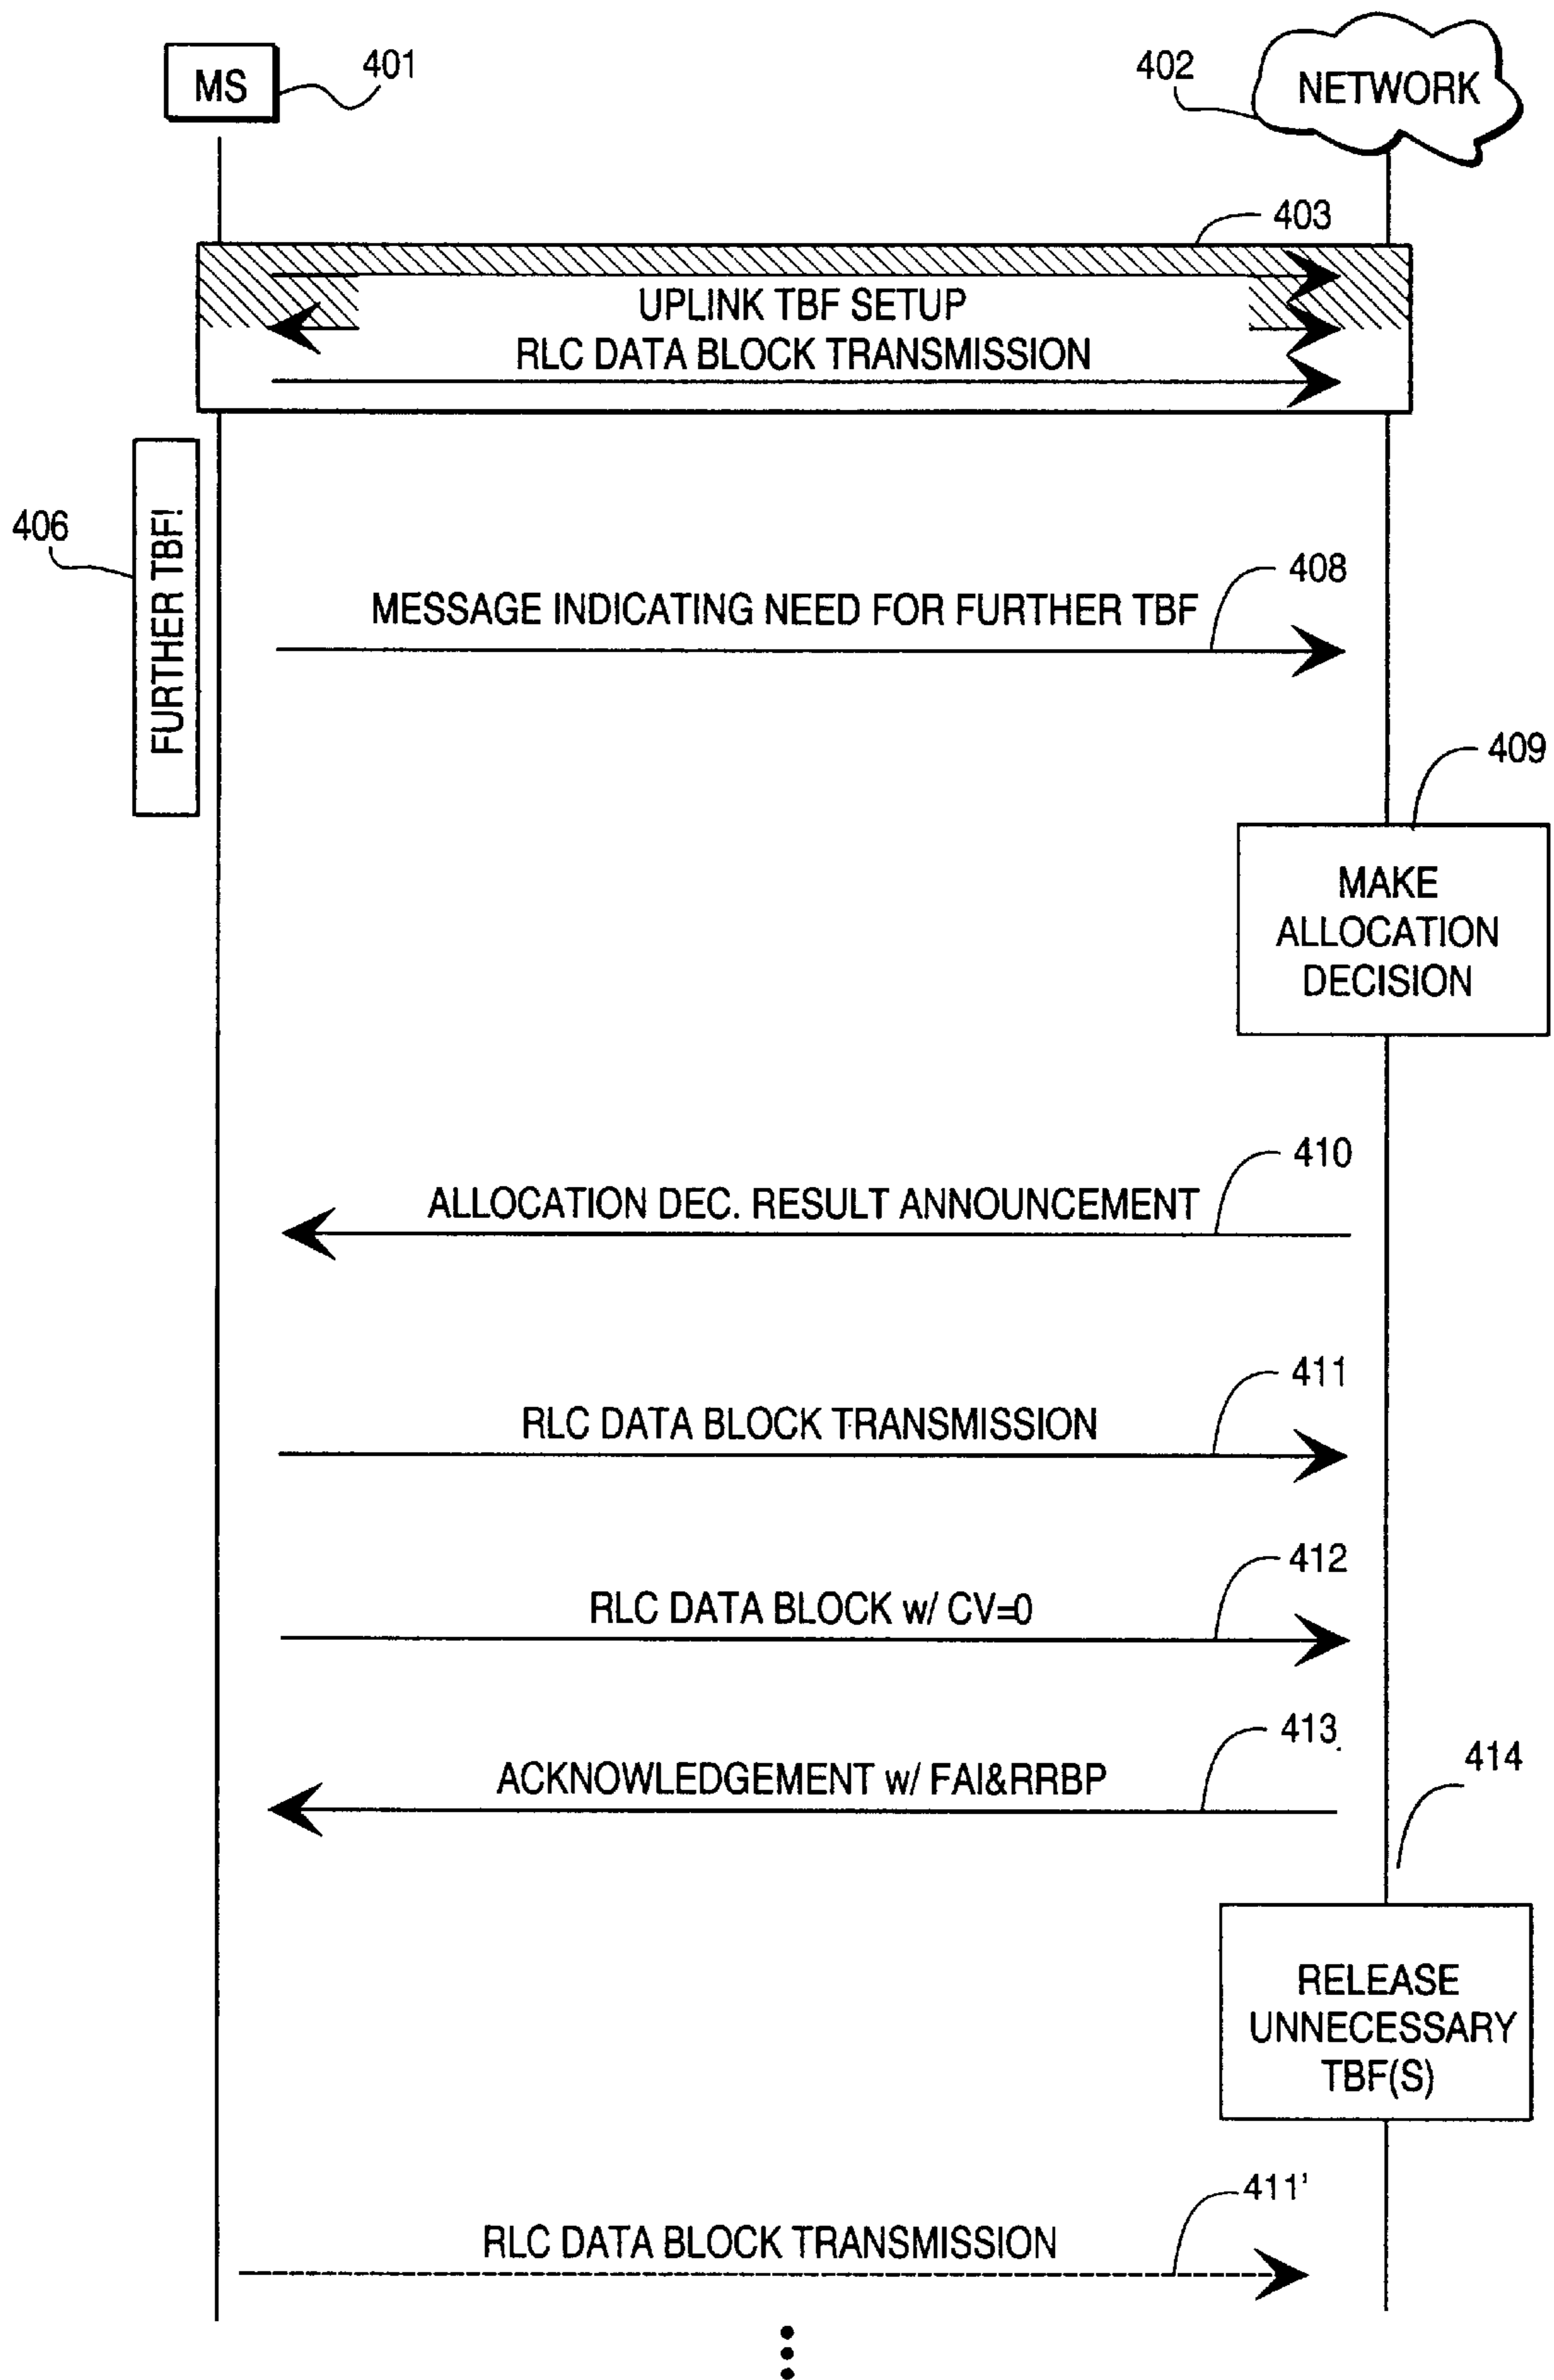 MS
401
402
NETWORK
403
UPLINK TBF SETUP
RLC DATA BLOCK TRANSMISSION
406
FURTHER TBF!
408
MESSAGE INDICATING NEED FOR FURTHER TBF
409
MAKE
ALLOCATION
DECISION
410
ALLOCATION DEC. RESULT ANNOUNCEMENT
411
RLC DATA BLOCK TRANSMISSION
412
RLC DATA BLOCK w/ CV=0
413
ACKNOWLEDGEMENT w/ FAI&RRBP
414
RELEASE
UNNECESSARY
TBF(S)
411'
RLC DATA BLOCK TRANSMISSION